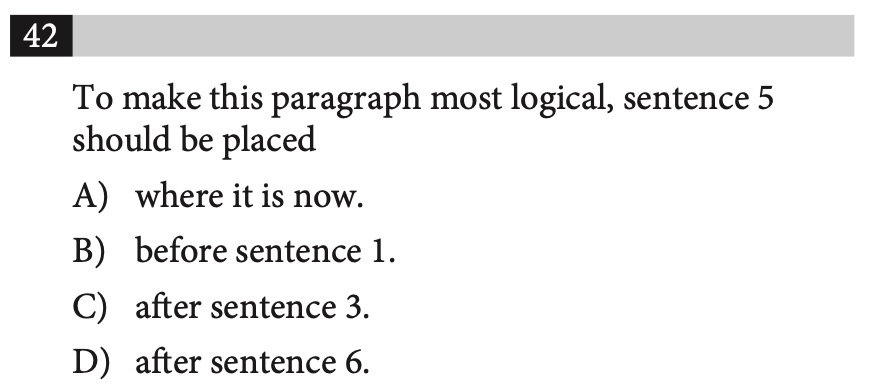 42
To make this paragraph most logical, sentence 5
should be placed
A) where it is now.
B) before sentence 1.
C) after sentence 3.
D) after sentence 6.